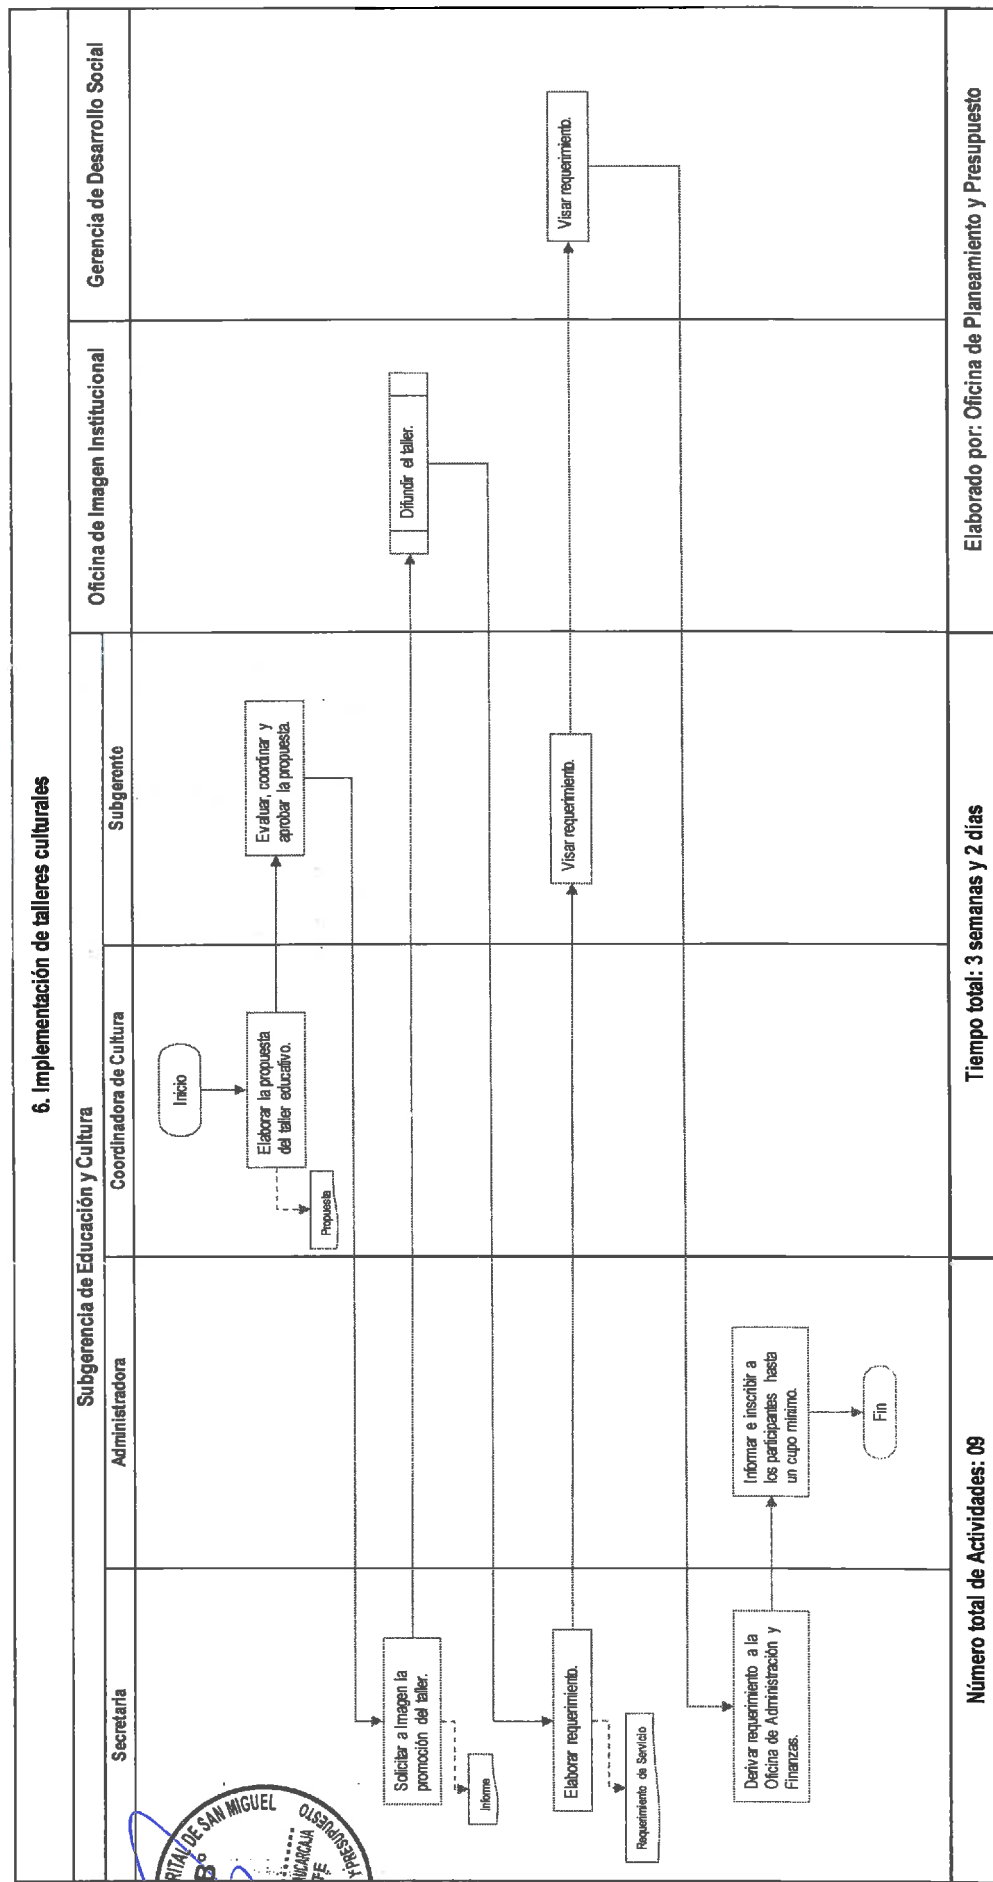 6. Implementación de talleres culturales
Subgerencia de Educación y Cultura
Oficina de Imagen Institucional
Gerencia de Desarrollo Social
Secretaria
Administradora
Coordinadora de Cultura
Subgerente
Inicio
Elaborar la propuesta
del taller educativo.
Propuesta
Evaluar, coordinar y
aprobar la propuesta.
Solicitar a Imagen la
promoción del taller.
Informe
Difundir el taller.
Elaborar requerimiento.
Requerimiento de Servicio
Visar requerimiento.
Visar requerimiento.
Derivar requerimiento a la
Oficina de Administración y
Finanzas.
Informar e inscribir a
los participantes hasta
un cupo mínimo.
Fin
RITAL DE SAN MIGUEL
B°
Y PRESUPUESTO
Número total de Actividades: 09
Tiempo total: 3 semanas y 2 dias
Elaborado por: Oficina de Planeamiento y Presupuesto